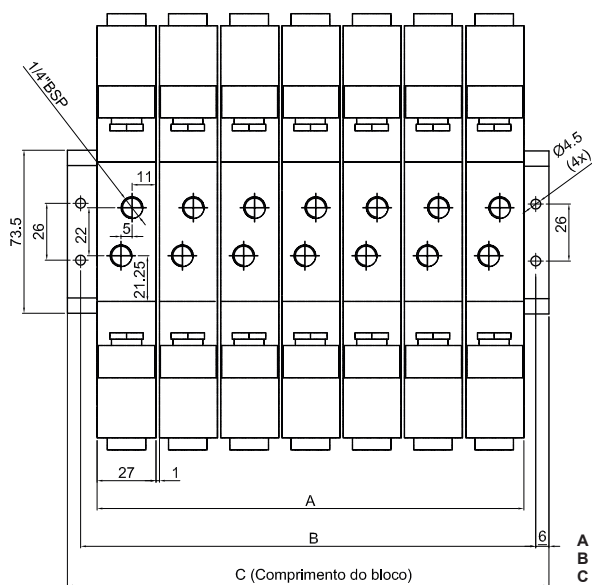 1/4"BSP
11
Ø4.5
(4x)
73.5
26
22
5
26
21.25
27
1
A
B
6
C (Comprimento do bloco)
A
B
C